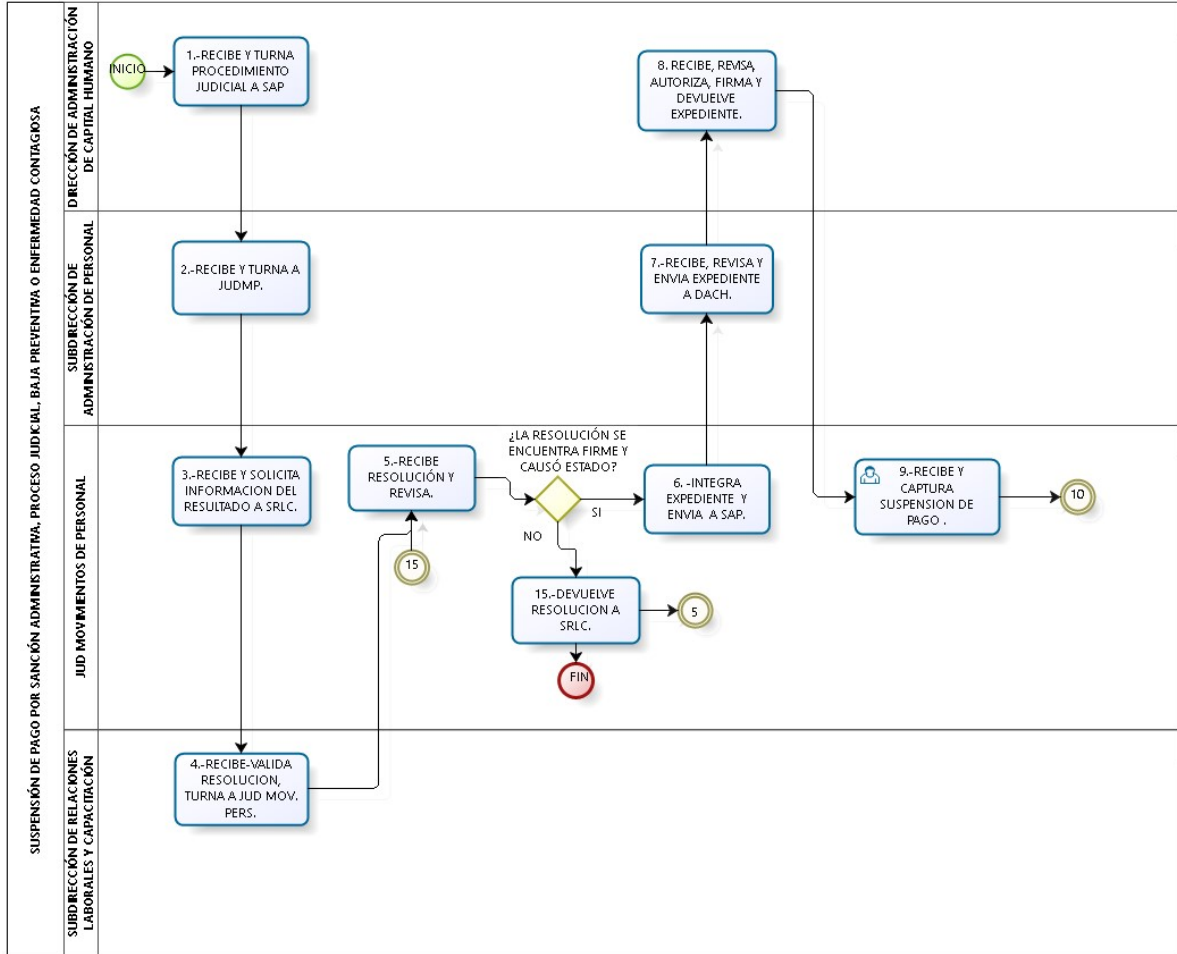 SUSPENSIÓN DE PAGO POR SANCIÓN ADMINISTRATIVA, PROCESO JUDICIAL, BAJA PREVENTIVA O ENFERMEDAD CONTAGIOSA
DIRECCIÓN DE ADMINISTRACIÓN
DE CAPITAL HUMANO
INICIO
1.-RECIBE Y TURNA
PROCEDIMIENTO
JUDICIAL A SAP
8. RECIBE, REVISA,
AUTORIZA, FIRMA Y
DEVUELVE
EXPEDIENTE.
SUBDIRECCIÓN DE
ADMINISTRACIÓN DE PERSONAL
2.-RECIBE Y TURNA A
JUDMP.
7.-RECIBE, REVISA Y
ENVIA EXPEDIENTE
A DACH.
JUD MOVIMIENTOS DE PERSONAL
3.-RECIBE Y SOLICITA
INFORMACION DEL
RESULTADO A SRLC.
5.-RECIBE
RESOLUCIÓN Y
REVISA.
15
¿LA RESOLUCIÓN SE
ENCUENTRA FIRME Y
CAUSÓ ESTADO?
SI
NO
6. -INTEGRA
EXPEDIENTE Y
ENVIA A SAP.
9.-RECIBE Y
CAPTURA
SUSPENSION DE
PAGO .
10
15.-DEVUELVE
RESOLUCION A
SRLC.
5
FIN
SUBDIRECCIÓN DE RELACIONES
LABORALES Y CAPACITACIÓN
4.-RECIBE-VALIDA
RESOLUCION,
TURNA A JUD MOV.
PERS.